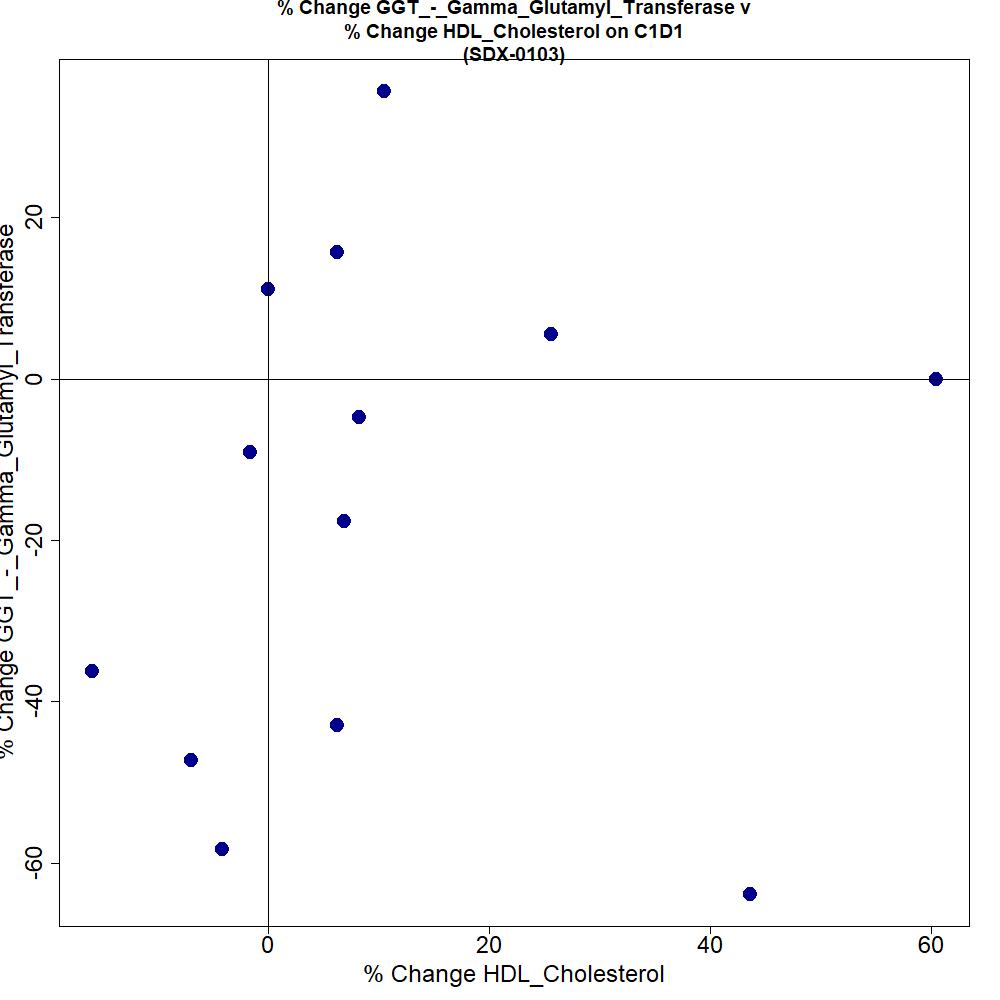 % Change GGT_-_Gamma_Glutamyl_Transferase v
% Change HDL_Cholesterol on C1D1
(SDX-0103)
% Change GGT_-_Gamma_Glutamyl_Transferase
20
0
-20
-40
-60
0 20 40 60
% Change HDL_Cholesterol